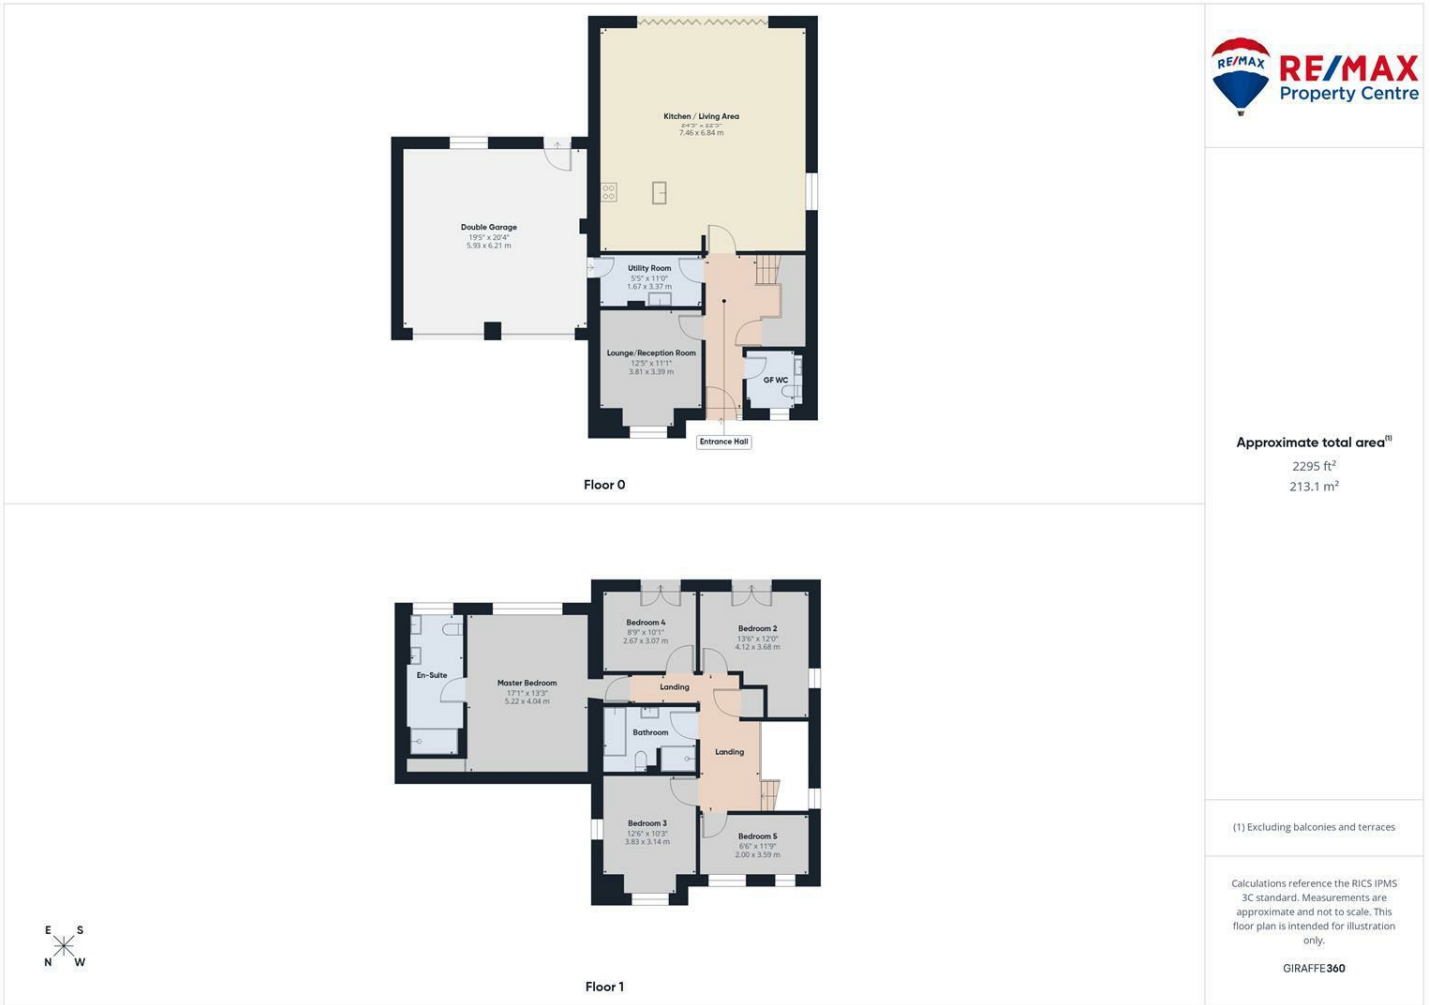 Kitchen / Living Area
24'5" x 22'5"
7.46 x 6.84 m
Double Garage
19'5" x 20'4"
5.93 x 6.21 m
Utility Room
5'5" x 11'0"
1.67 x 3.37 m
Lounge/Reception Room
12'5" x 11'1"
3.81 x 3.39 m
GF WC
Entrance Hall
Floor 0
Bedroom 4
8'9" x 10'1"
2.67 x 3.07 m
Bedroom 2
13'6" x 12'0"
4.12 x 3.68 m
En-Suite
Master Bedroom
17'1" x 13'3"
5.22 x 4.04 m
Landing
Bathroom
Landing
Bedroom 3
12'6" x 10'3"
3.83 x 3.14 m
Bedroom 5
6'6" x 11'9"
2.00 x 3.59 m
E S
N W
Floor 1
RE/MAX
RE/MAX
Property Centre
Approximate total area(1)
2295 ft²
213.1 m²
(1) Excluding balconies and terraces
Calculations reference the RICS IPMS
3C standard. Measurements are
approximate and not to scale. This
floor plan is intended for illustration
only.
GIRAFFE360